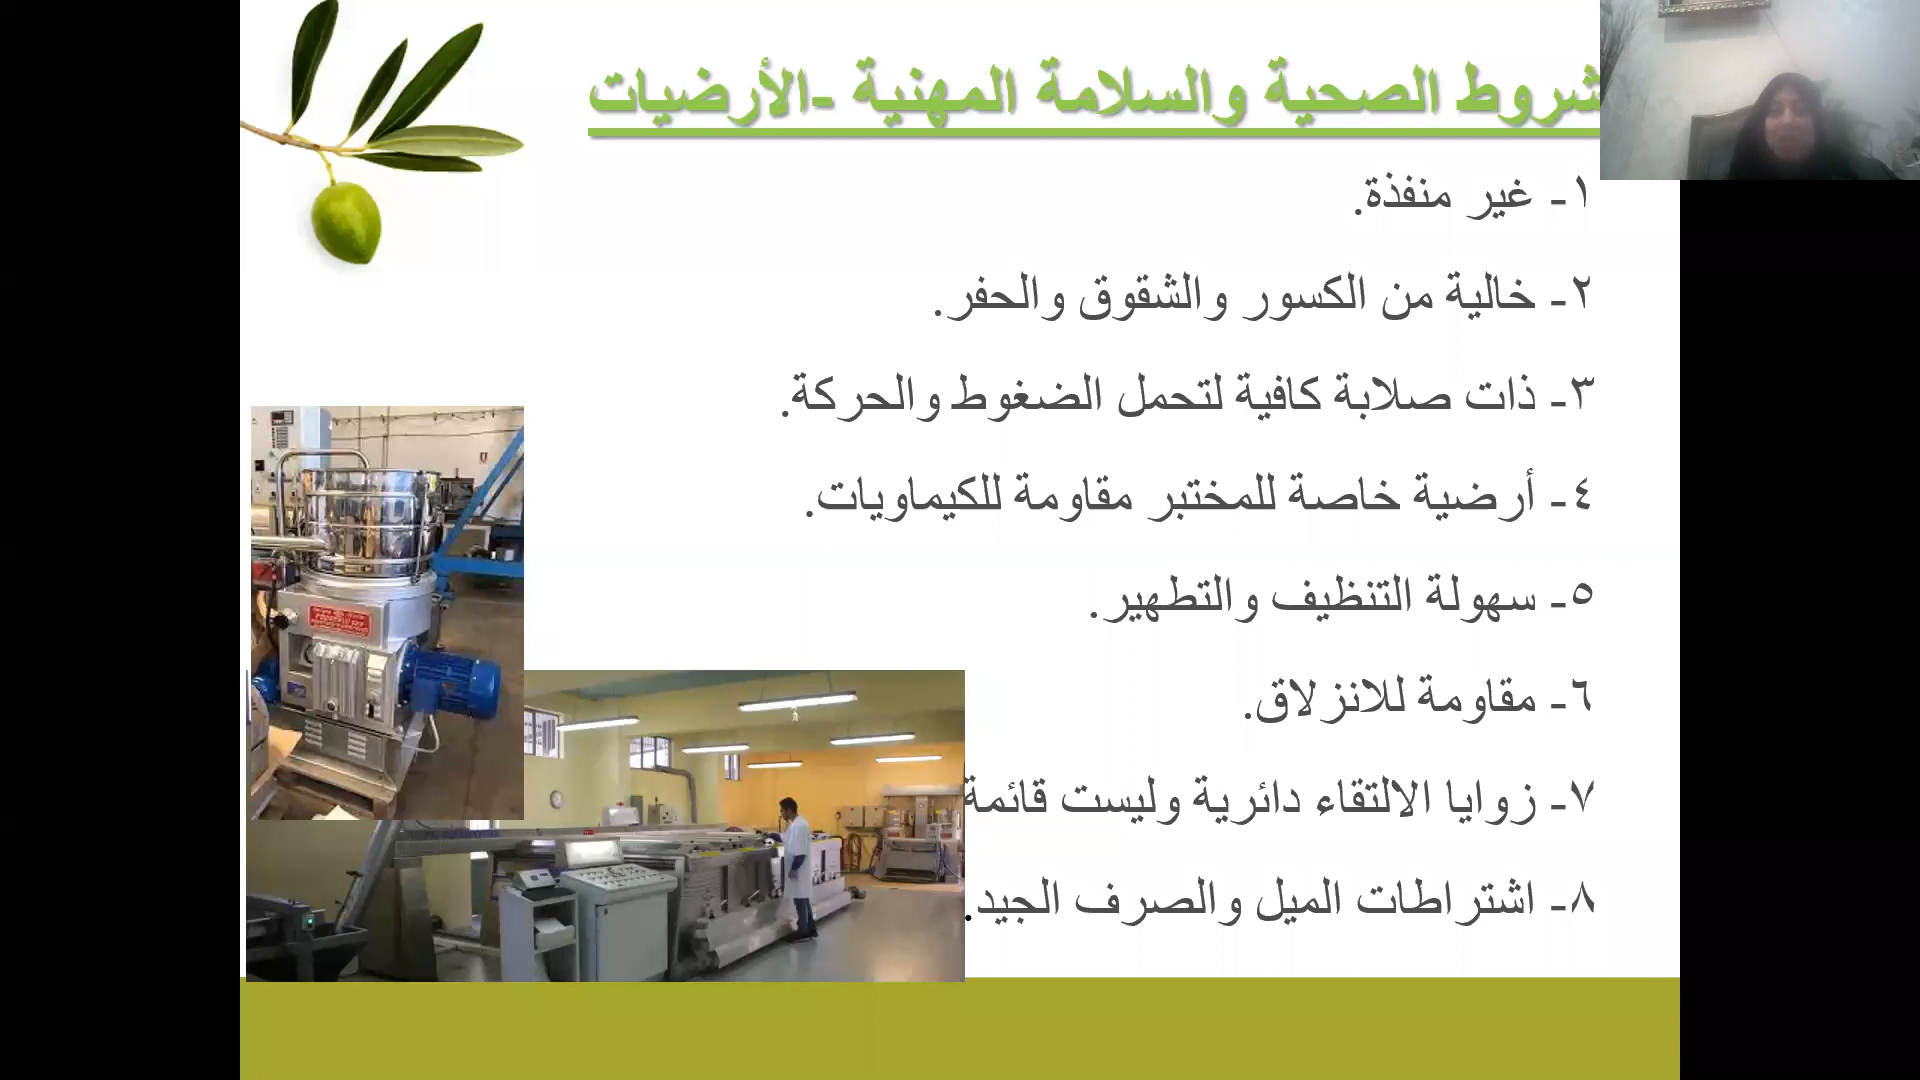 شروط الصحية والسلامة المهنية -الأرضيات
١- غير منفذة.
٢- خالية من الكسور والشقوق والحفر.
٣- ذات صلابة كافية لتحمل الضغوط والحركة.
٤- أرضية خاصة للمختبر مقاومة للكيماويات.
٥- سهولة التنظيف والتطهير.
٦- مقاومة للانزلاق.
٧- زوايا الالتقاء دائرية وليست قائمة
٨- اشتراطات الميل والصرف الجيد.